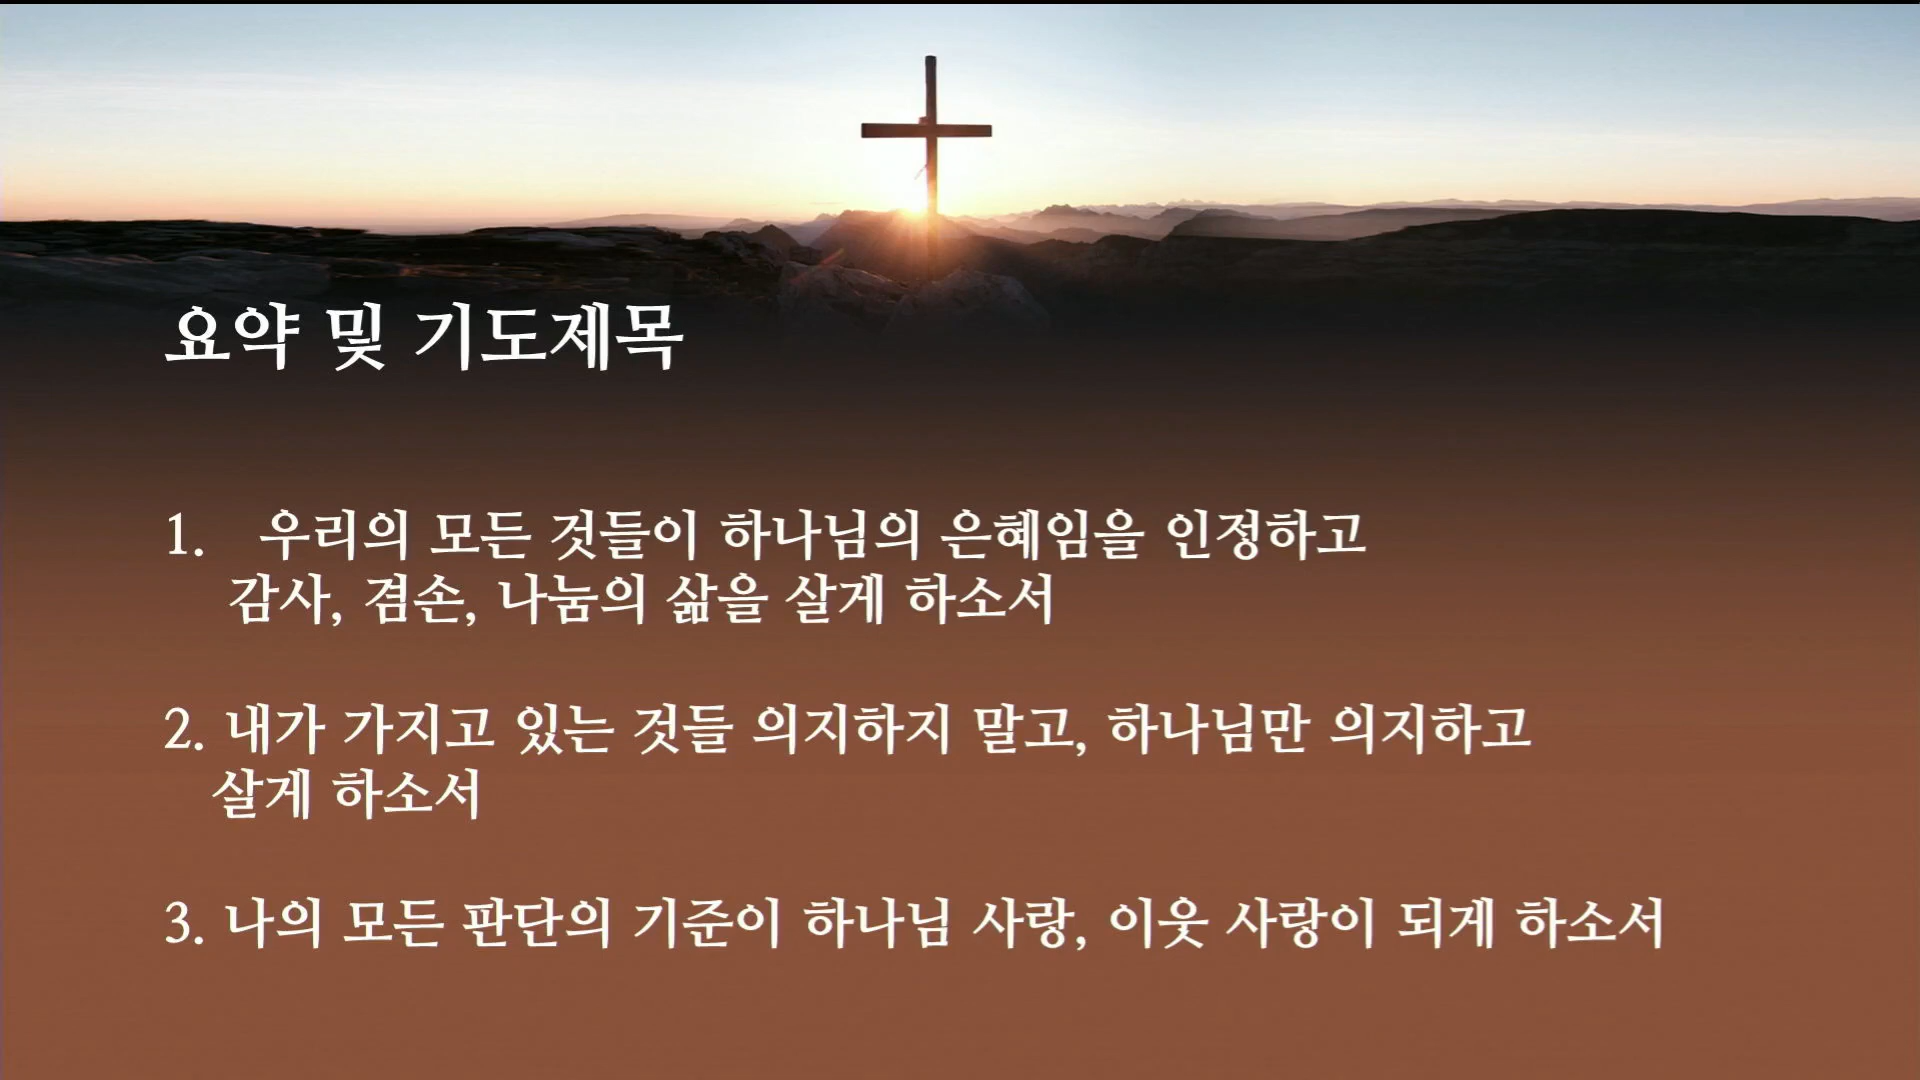 요약 및 기도제목
1. 우리의 모든 것들이 하나님의 은혜임을 인정하고
감사, 겸손, 나눔의 삶을 살게 하소서
2. 내가 가지고 있는 것들 의지하지 말고, 하나님만 의지하고
살게 하소서
3. 나의 모든 판단의 기준이 하나님 사랑, 이웃 사랑이 되게 하소서